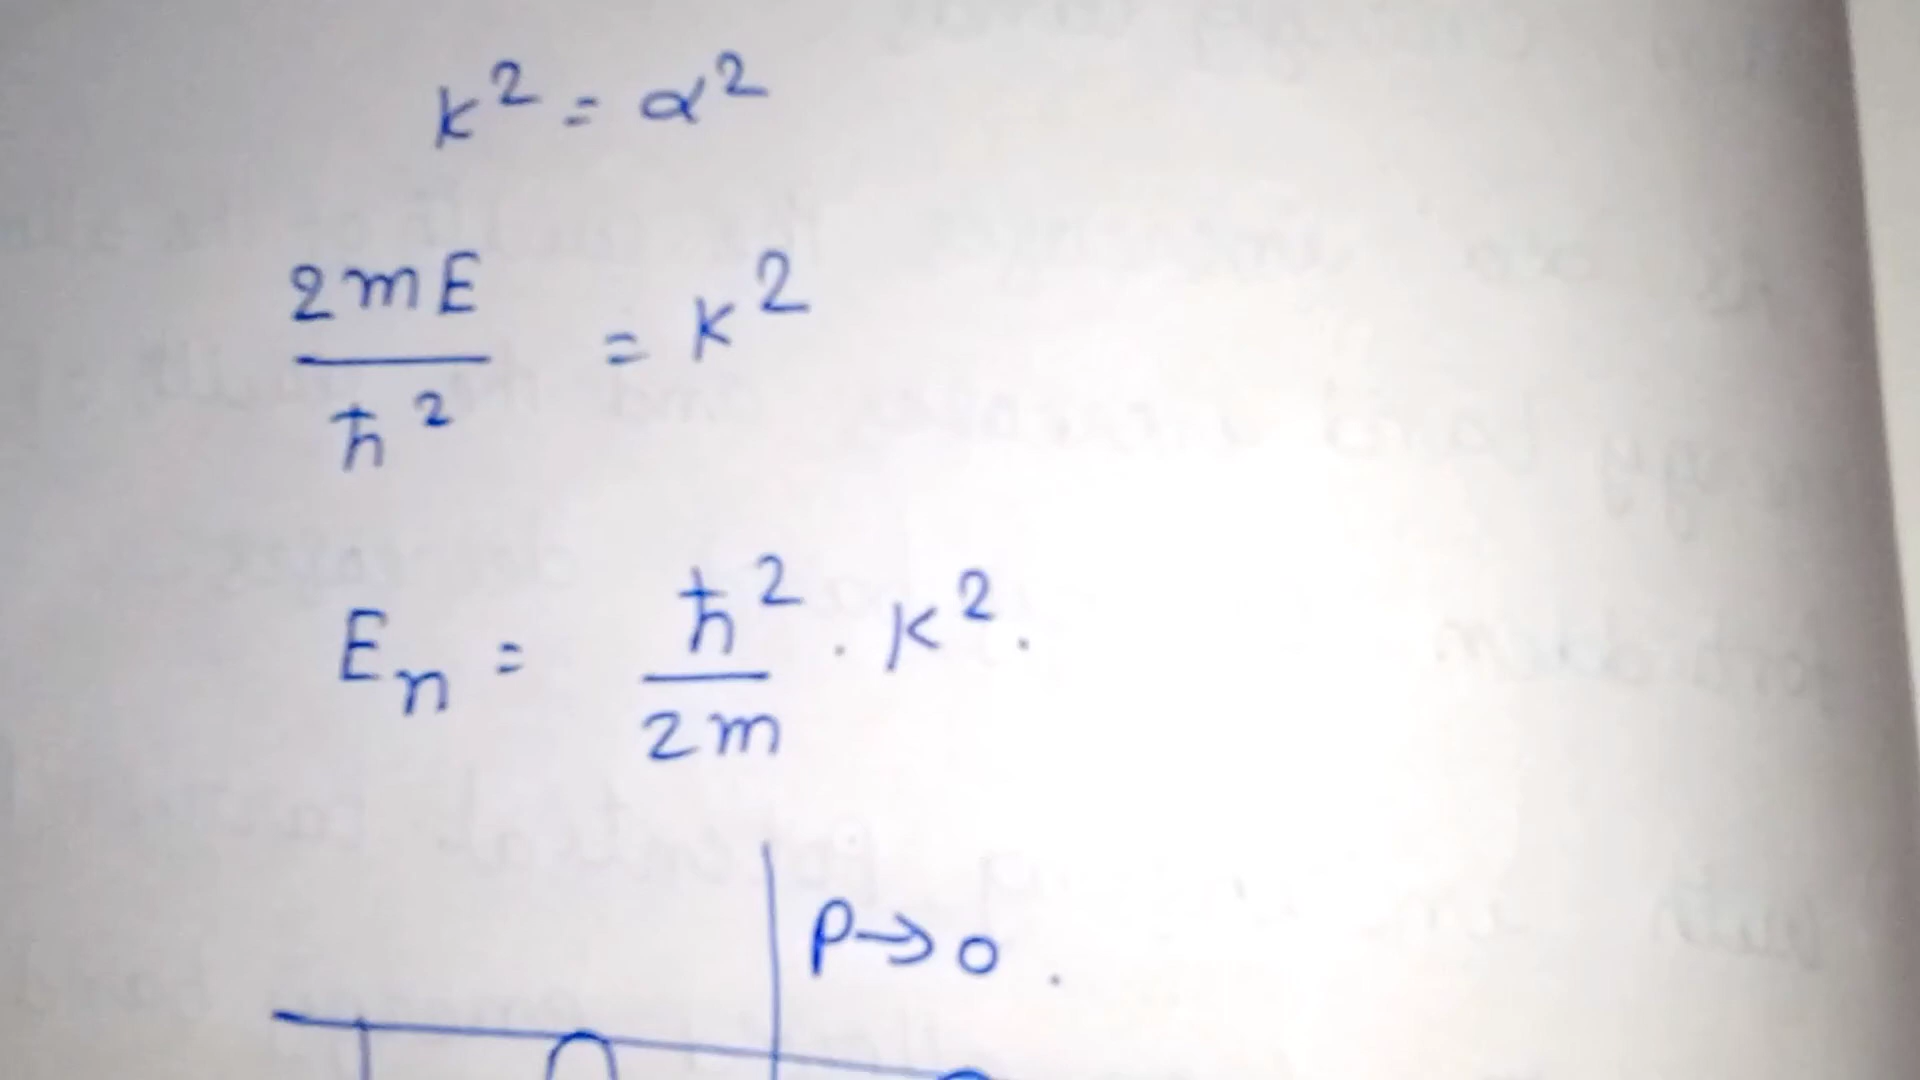 k² = α²
2mE / ħ² = k²
Eₙ = ħ² / 2m . k².
P→0.